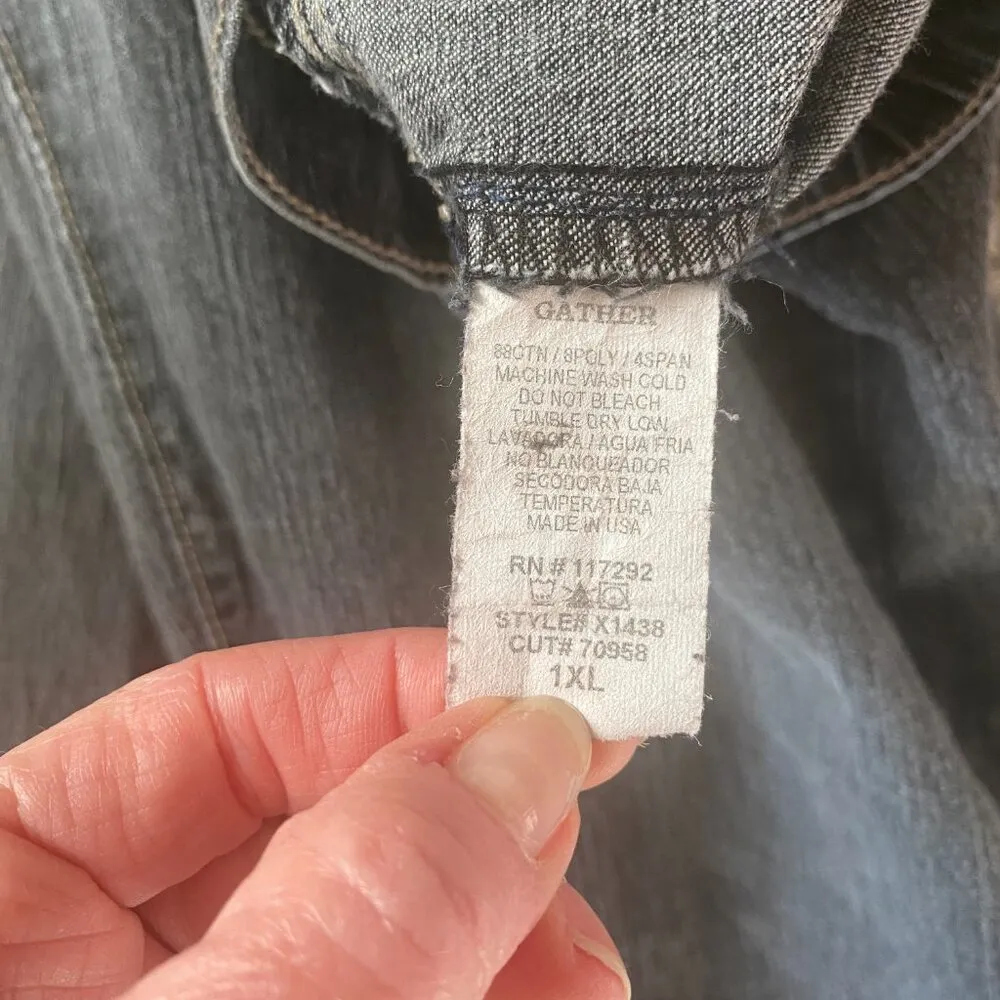 GATHER
88CTN / 8POLY / 4SPAN
MACHINE WASH COLD
DO NOT BLEACH
TUMBLE DRY LOW
LAVADORA / AGUA FRIA
NO BLANQUEADOR
SECODORA BAJA
TEMPERATURA
MADE IN USA
RN # 117292
STYLE# X1438
CUT# 70958
1XL